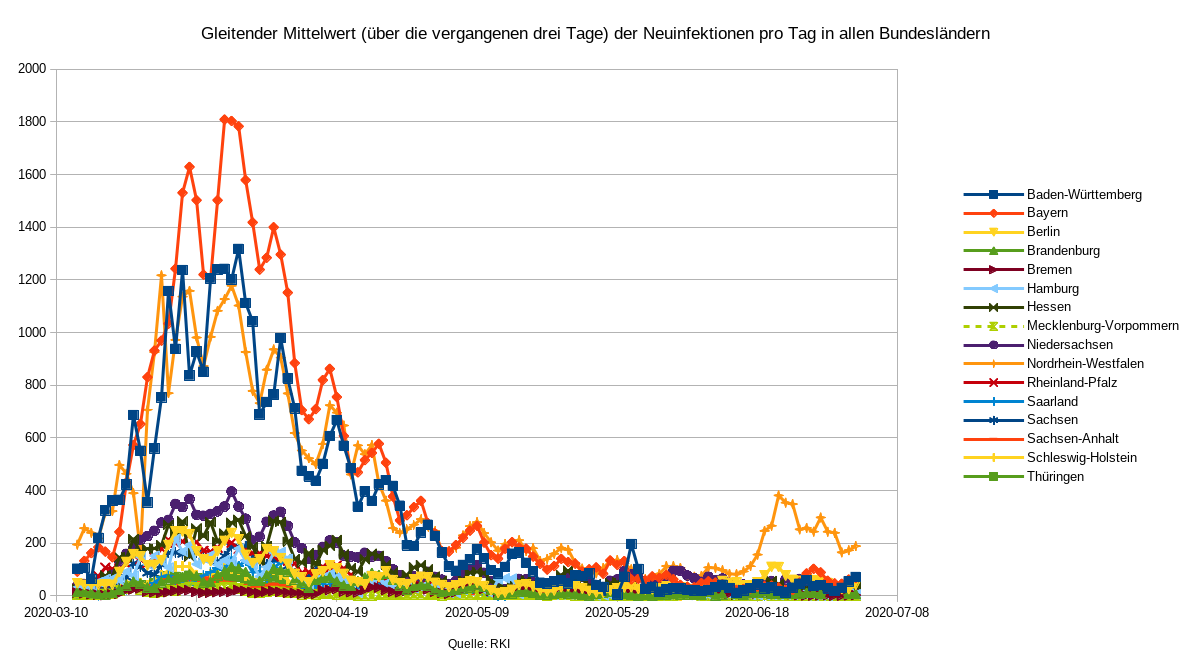 Gleitender Mittelwert (über die vergangenen drei Tage) der Neuinfektionen pro Tag in allen Bundesländern
2000
1800
1600
1400
1200
1000
800
600
400
200
0
2020-03-10
2020-03-30
2020-04-19
2020-05-09
2020-05-29
2020-06-18
2020-07-08
Baden-Württemberg
Bayern
Berlin
Brandenburg
Bremen
Hamburg
Hessen
Mecklenburg-Vorpommern
Niedersachsen
Nordrhein-Westfalen
Rheinland-Pfalz
Saarland
Sachsen
Sachsen-Anhalt
Schleswig-Holstein
Thüringen
Quelle: RKI